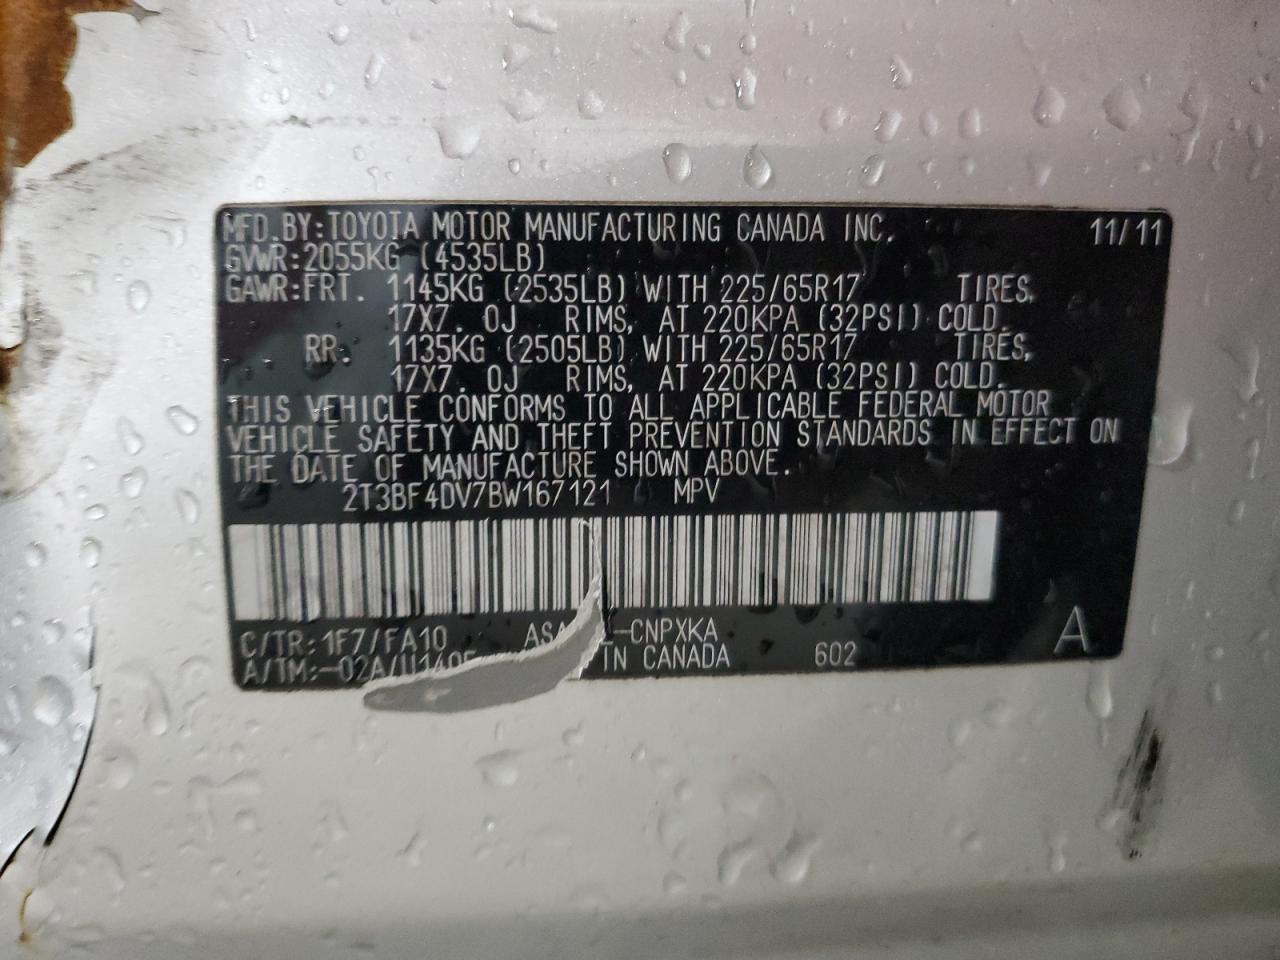 MFD. BY: TOYOTA MOTOR MANUFACTURING CANADA INC. 11/11
GVWR: 2055KG (4535LB)
GAWR: FRT. 1145KG (2535LB) WITH 225/65R17 TIRES,
17X7. 0J RIMS, AT 220KPA (32PSI) COLD.
RR. 1135KG (2505LB) WITH 225/65R17 TIRES,
17X7. 0J RIMS, AT 220KPA (32PSI) COLD.
THIS VEHICLE CONFORMS TO ALL APPLICABLE FEDERAL MOTOR
VEHICLE SAFETY AND THEFT PREVENTION STANDARDS IN EFFECT ON
THE DATE OF MANUFACTURE SHOWN ABOVE.
2T3BF4DV7BW167121 MPV
C/TR: 1F7/FA10 -CNPXKA
A/TM: -02A/ IN CANADA 602 A